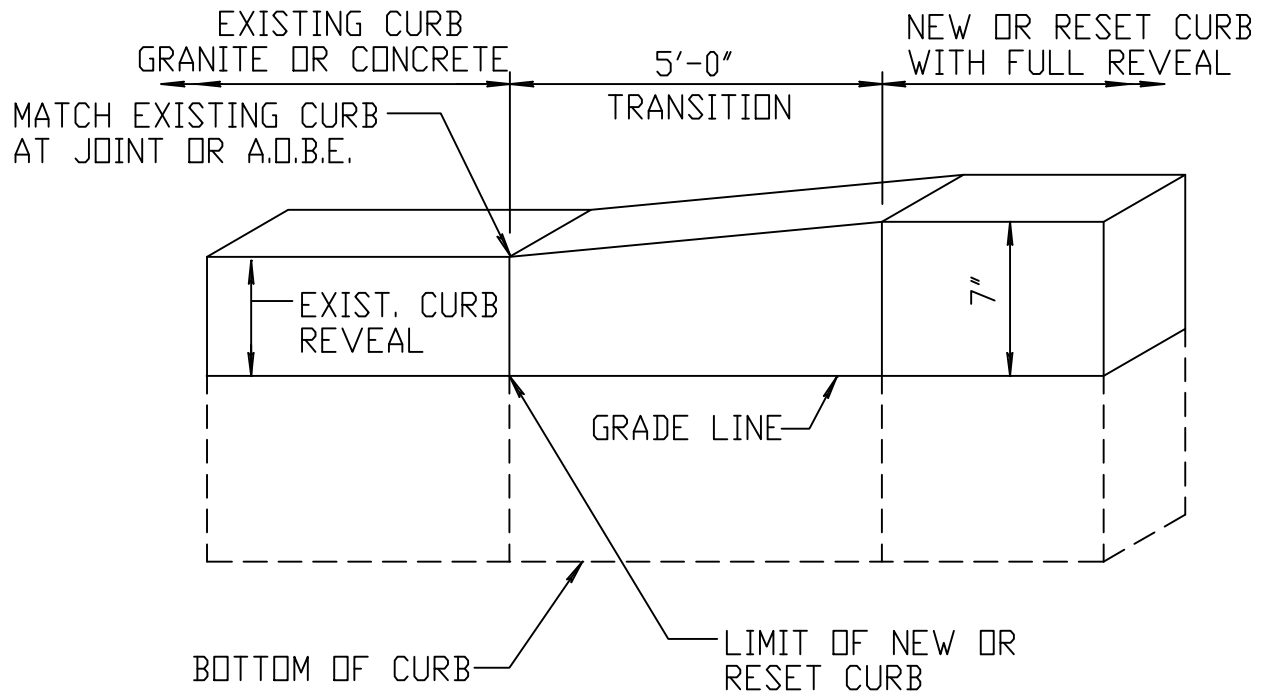 EXISTING CURB
GRANITE OR CONCRETE
5'-0"
TRANSITION
NEW OR RESET CURB
WITH FULL REVEAL
MATCH EXISTING CURB
AT JOINT OR A.O.B.E.
EXIST. CURB
REVEAL
7"
GRADE LINE
BOTTOM OF CURB
LIMIT OF NEW OR
RESET CURB